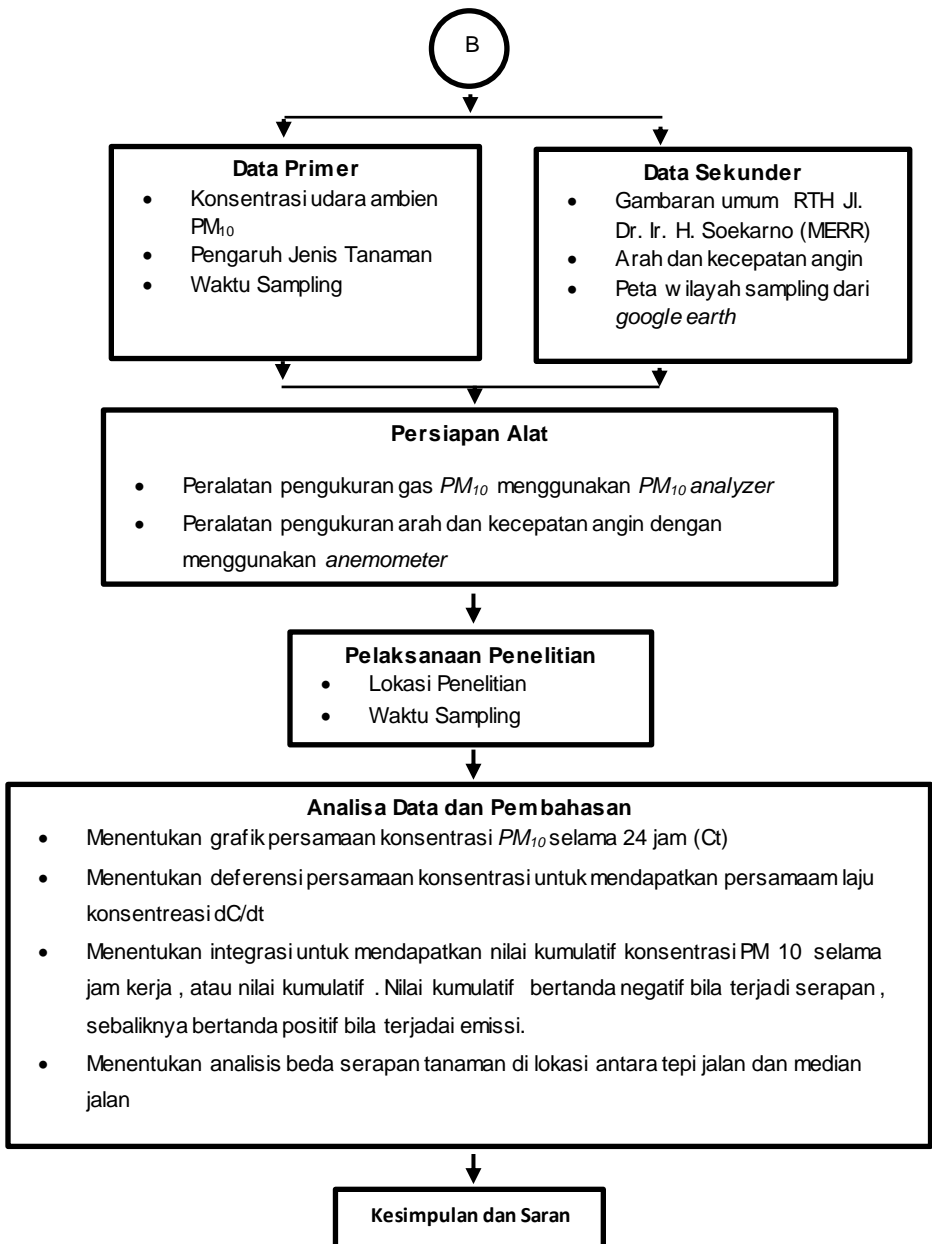 B
Data Primer
• Konsentrasi udara ambien
PM₁₀
• Pengaruh Jenis Tanaman
• Waktu Sampling
Data Sekunder
• Gambaran umum RTH Jl.
Dr. Ir. H. Soekarno (MERR)
• Arah dan kecepatan angin
• Peta wilayah sampling dari
google earth
Persiapan Alat
• Peralatan pengukuran gas PM₁₀ menggunakan PM₁₀ analyzer
• Peralatan pengukuran arah dan kecepatan angin dengan
menggunakan anemometer
Pelaksanaan Penelitian
• Lokasi Penelitian
• Waktu Sampling
Analisa Data dan Pembahasan
• Menentukan grafik persamaan konsentrasi PM₁₀ selama 24 jam (Ct)
• Menentukan deferensi persamaan konsentrasi untuk mendapatkan persamaam laju
konsentreasi dC/dt
• Menentukan integrasi untuk mendapatkan nilai kumulatif konsentrasi PM 10 selama
jam kerja , atau nilai kumulatif . Nilai kumulatif bertanda negatif bila terjadi serapan ,
sebaliknya bertanda positif bila terjadai emissi.
• Menentukan analisis beda serapan tanaman di lokasi antara tepi jalan dan median
jalan
Kesimpulan dan Saran